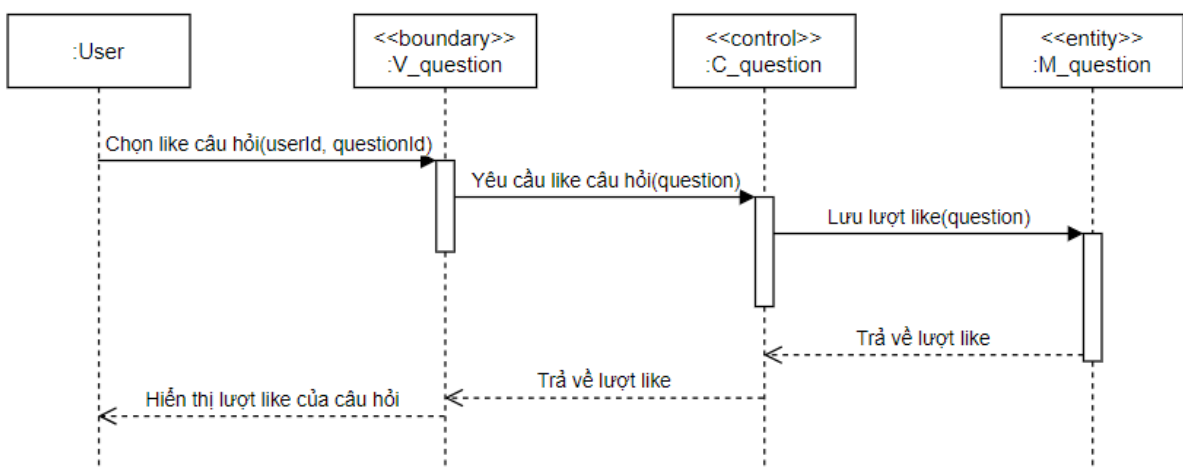 :User
<<boundary>>
:V_question
<<control>>
:C_question
<<entity>>
:M_question
Chọn like câu hỏi(userId, questionId)
Yêu cầu like câu hỏi(question)
Lưu lượt like(question)
Trả về lượt like
Trả về lượt like
Hiển thị lượt like của câu hỏi